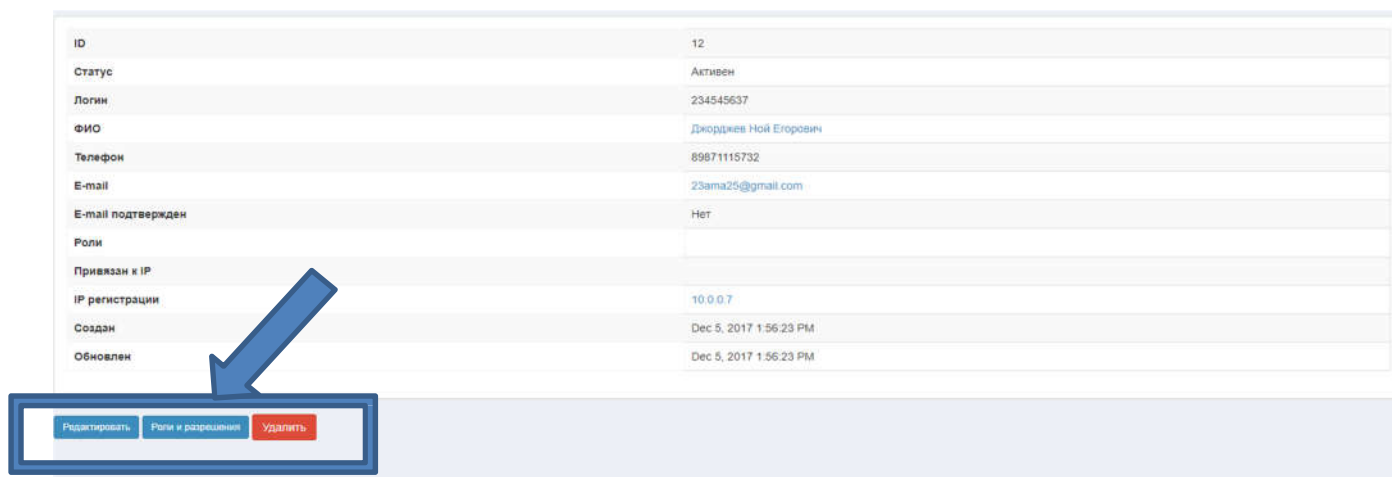 ID 12
Статус Активен
Логин 234545637
ФИО Джорджев Ной Егорович
Телефон 89871115732
E-mail 23ama25@gmail.com
E-mail подтвержден Нет
Роли
Привязан к IP
IP регистрации 10.0.0.7
Создан Dec 5, 2017 1:56:23 PM
Обновлен Dec 5, 2017 1:56:23 PM
Редактировать Роли и разрешения Удалить